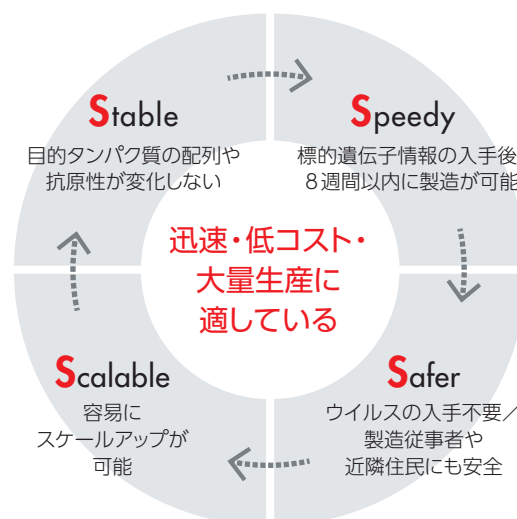 Stable
目的タンパク質の配列や
抗原性が変化しない
Speedy
標的遺伝子情報の入手後
8週間以内に製造が可能
迅速・低コスト・
大量生産に
適している
Scalable
容易に
スケールアップが
可能
Safer
ウイルスの入手不要／
製造従事者や
近隣住民にも安全